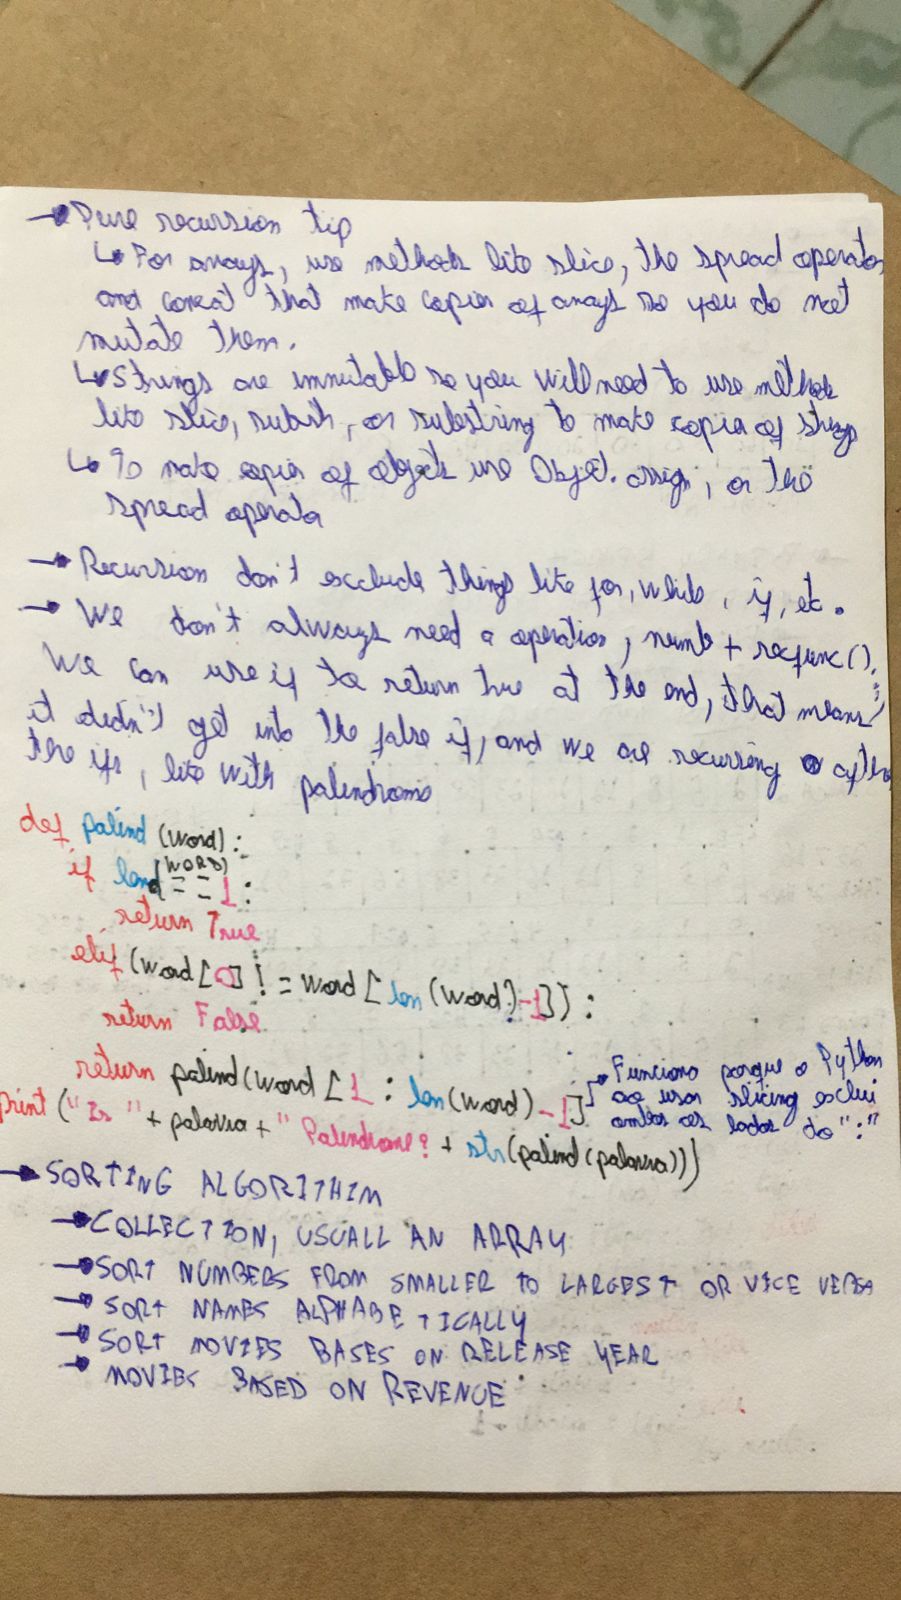 → Pure recursion tip
↳ For arrays, use methods like slice, the spread operator
and concat that make copies of arrays so you do not
mutate them.
↳ Strings are immutable so you will need to use methods
like slice, substr, or substring to make copies of strings
↳ To make copies of objects use Object.assign, or the
spread operator
→ Recursion don't exclude things like for, while, if, etc.
→ We don't always need a operation, numb + recfunc().
We can use if to return true at the end, that means
it didn't get into the false if, and we are recurring after
the ifs, like with palindrome
def palind (word):
if len(WORD) == 1:
return True
elif (word[0] != word[len(word)-1]):
return False
return palind(word[1 : len(word)-1] → Funciona porque o Python
ao usar slicing exclui
ambos os lados do ":"
print ("Is " + palavra + " Palindrome? + str(palind(palavra)))
→ SORTING ALGORITHIM
→ COLLECTION, USUALL AN ARRAY
→ SORT NUMBERS FROM SMALLER TO LARGEST OR VICE VERSA
→ SORT NAMES ALPHABETICALLY
→ SORT MOVIES BASES ON RELEASE YEAR
→ MOVIES BASED ON REVENUE